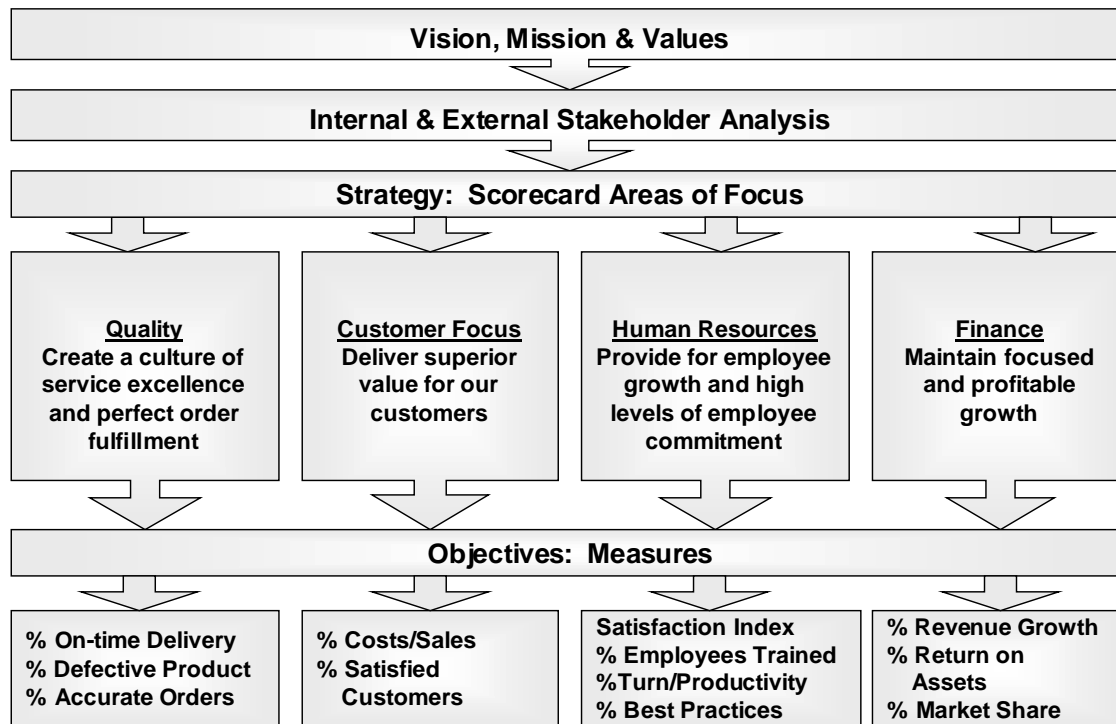 Vision, Mission & Values
Internal & External Stakeholder Analysis
Strategy: Scorecard Areas of Focus
Quality
Create a culture of
service excellence
and perfect order
fulfillment
Customer Focus
Deliver superior
value for our
customers
Human Resources
Provide for employee
growth and high
levels of employee
commitment
Finance
Maintain focused
and profitable
growth
Objectives: Measures
% On-time Delivery
% Defective Product
% Accurate Orders
% Costs/Sales
% Satisfied
Customers
Satisfaction Index
% Employees Trained
%Turn/Productivity
% Best Practices
% Revenue Growth
% Return on
Assets
% Market Share